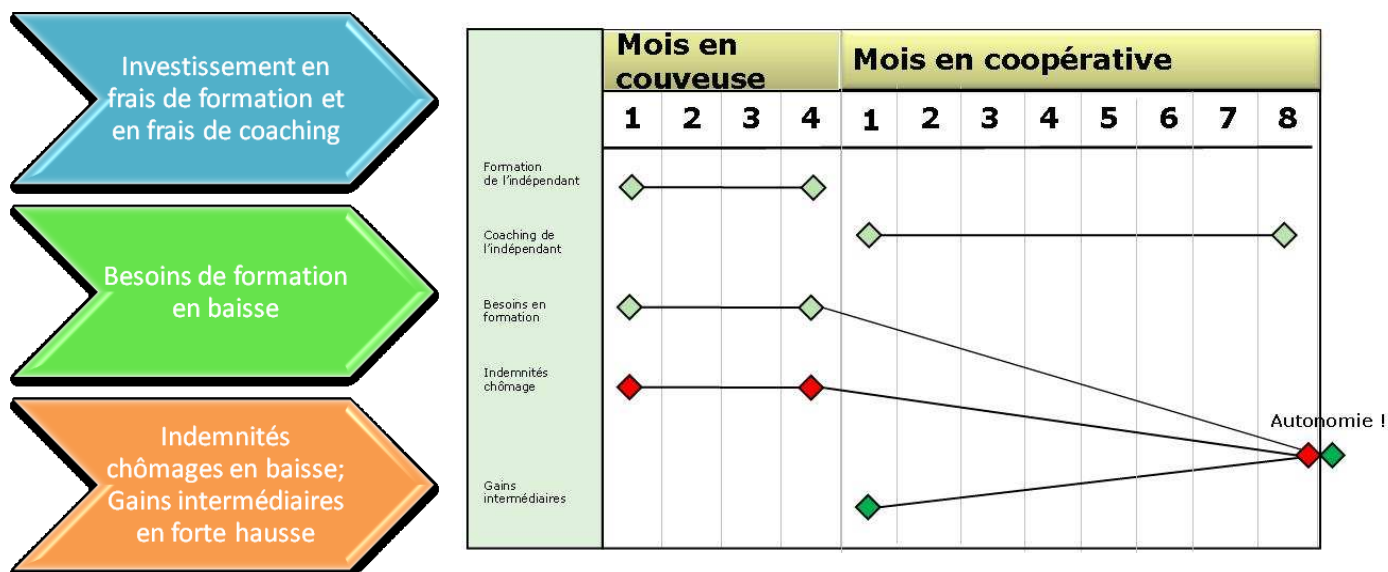 Investissement en
frais de formation et
en frais de coaching
Besoins de formation
en baisse
Indemnités
chômages en baisse;
Gains intermédiaires
en forte hausse
Mois en
couveuse
Mois en coopérative
1 2 3 4 1 2 3 4 5 6 7 8
Formation
de l'indépendant
Coaching de
l'indépendant
Besoins en
formation
Indemnités
chômage
Autonomie !
Gains
intermédiaires